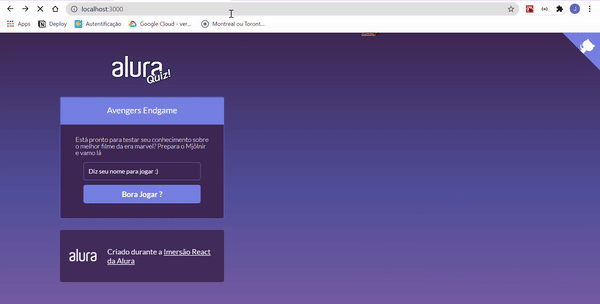 localhost:3000
J
Apps
Deploy
Autentificação
Google Cloud - ver...
Montreal ou Toront...
alura
Quiz!
Avengers Endgame
Está pronto para testar seu conhecimento sobre
o melhor filme da era marvel? Prepara o Mjölnir
e vamo lá
Diz seu nome para jogar :)
Bora Jogar ?
alura
Criado durante a Imersão React
da Alura